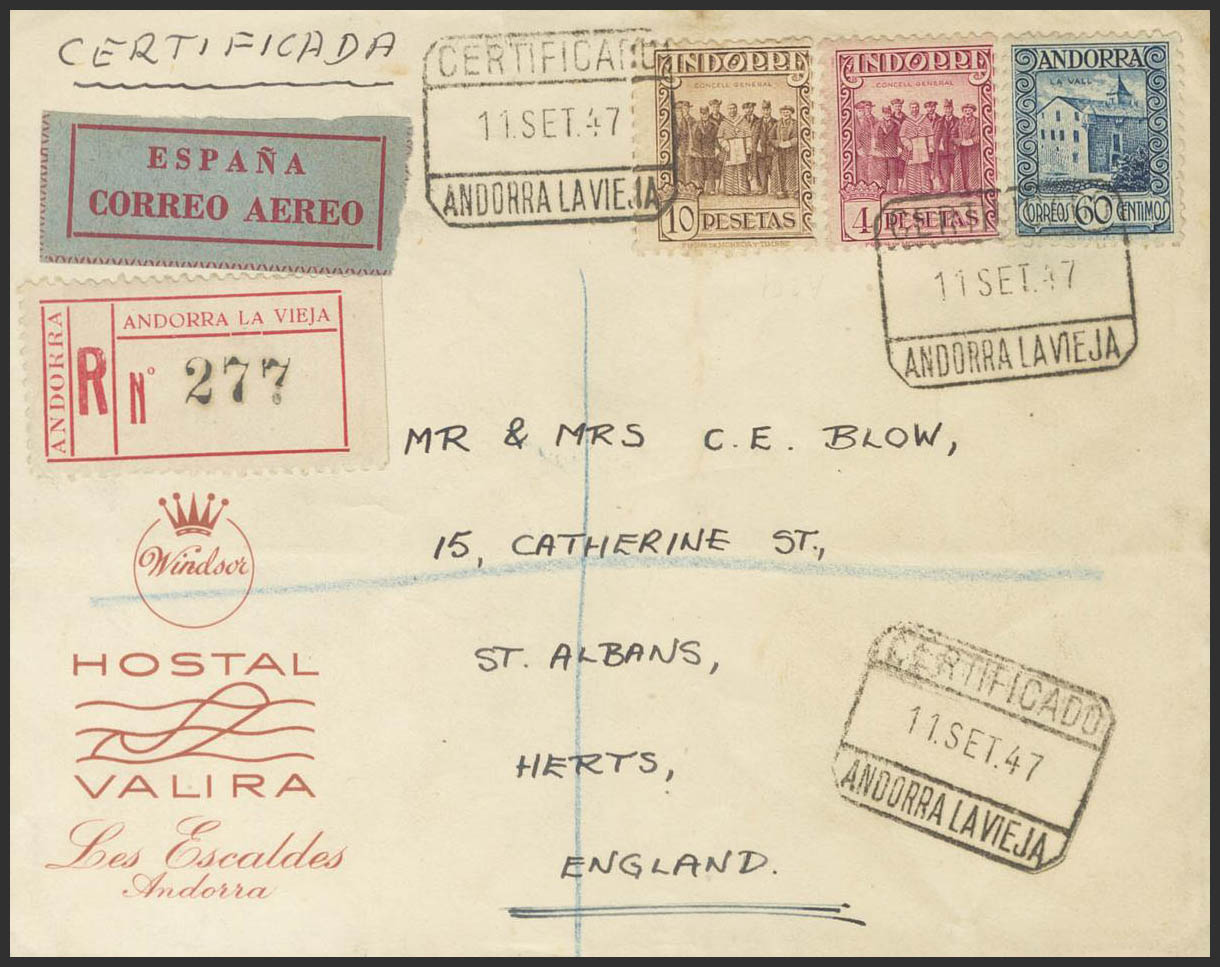 CERTIFICADA
ESPAÑA
CORREO AEREO
CERTIFICADO
11.SET.47
ANDORRA LA VIEJA
ANDORRE
CONCELL GENERAL
10 PESETAS
ANDORRE
CONCELL GENERAL
4 PESETAS
ANDORRA
LA VALL
CORREOS 60 CENTIMOS
CERTIFICADO
11 SET.47
ANDORRA LA VIEJA
ANDORRA
R
ANDORRA LA VIEJA
Nº 277
MR & MRS C.E. BLOW,
15, CATHERINE ST.,
ST. ALBANS,
HERTS,
ENGLAND.
Windsor
HOSTAL
VALIRA
Les Escaldes
Andorra
CERTIFICADO
11.SET.47
ANDORRA LA VIEJA